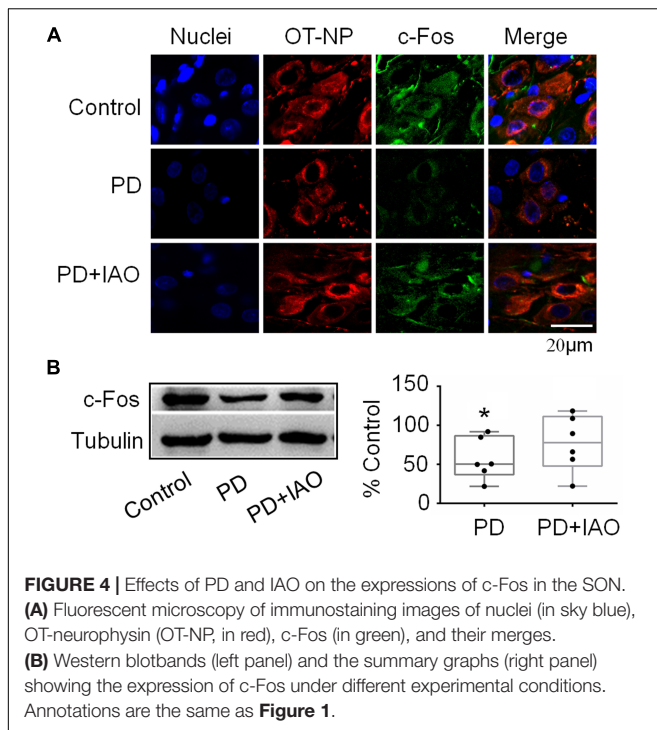 A
Nuclei OT-NP c-Fos Merge
Control
PD
PD+IAO
20μm
B
c-Fos
Tubulin
Control PD PD+IAO
% Control
150
100
50
0
*
PD PD+IAO
FIGURE 4 | Effects of PD and IAO on the expressions of c-Fos in the SON.
(A) Fluorescent microscopy of immunostaining images of nuclei (in sky blue),
OT-neurophysin (OT-NP, in red), c-Fos (in green), and their merges.
(B) Western blotbands (left panel) and the summary graphs (right panel)
showing the expression of c-Fos under different experimental conditions.
Annotations are the same as Figure 1.